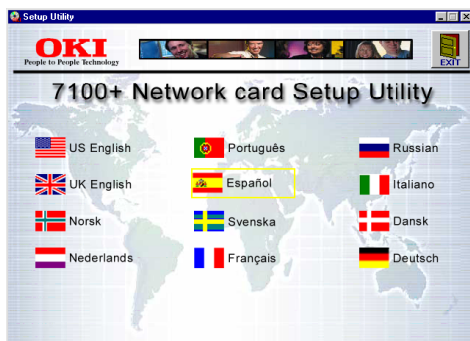 Setup Utility
OKI
People to People Technology
EXIT
7100+ Network card Setup Utility
US English
Português
Russian
UK English
Español
Italiano
Norsk
Svenska
Dansk
Nederlands
Français
Deutsch